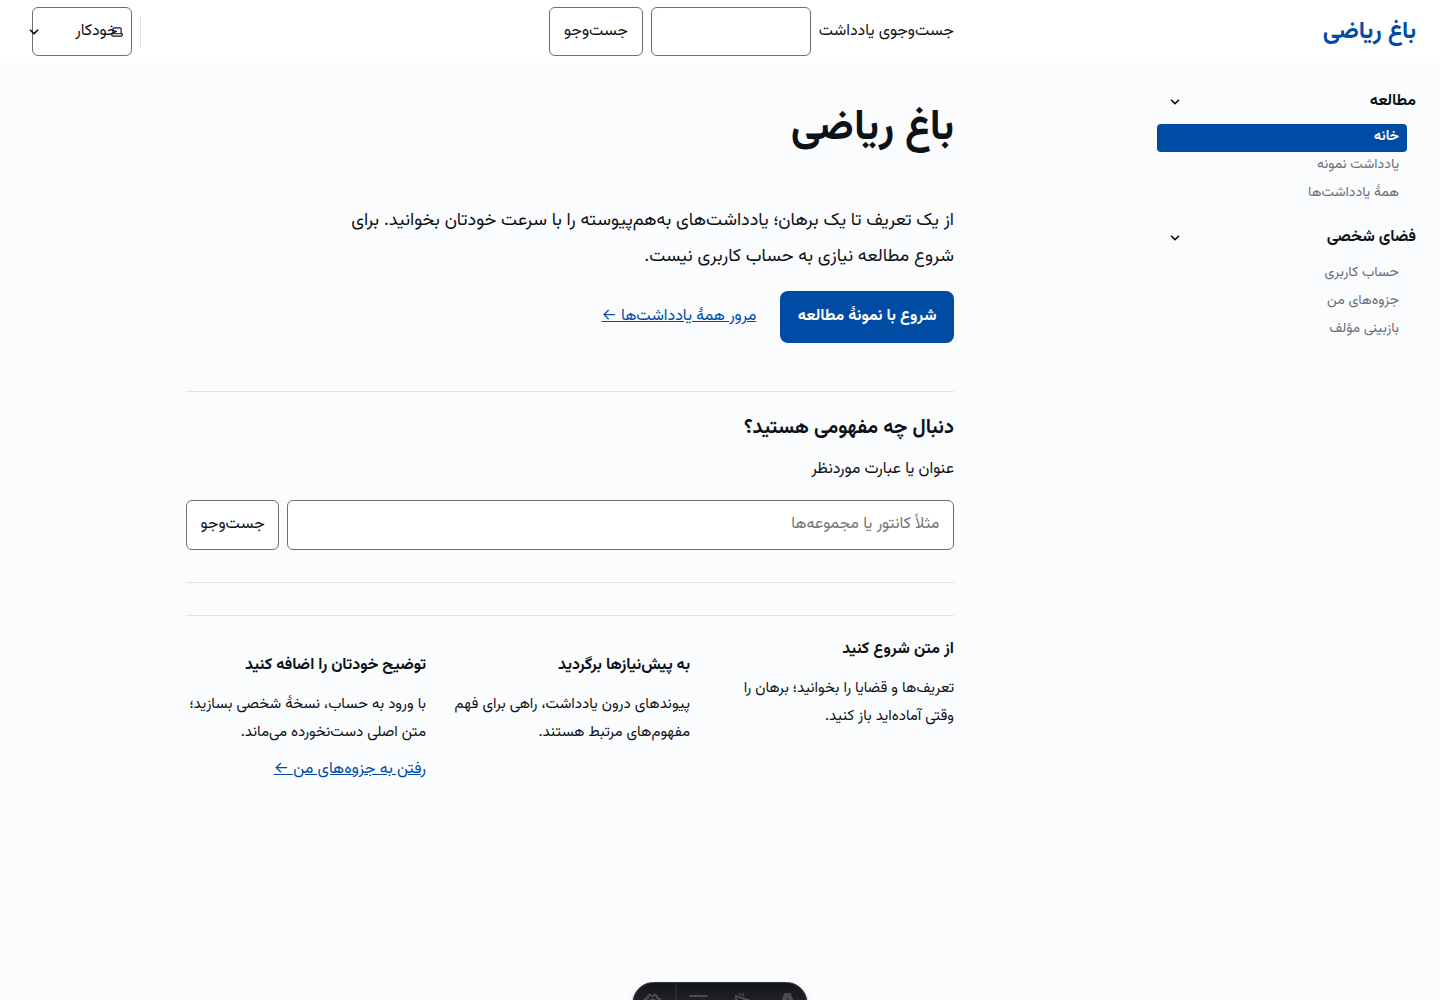 باغ ریاضی
جست‌وجوی یادداشت
جست‌وجو
خودکار
مطالعه
خانه
یادداشت نمونه
همهٔ یادداشت‌ها
فضای شخصی
حساب کاربری
جزوه‌های من
بازبینی مؤلف
باغ ریاضی
از یک تعریف تا یک برهان؛ یادداشت‌های به‌هم‌پیوسته را با سرعت خودتان بخوانید. برای
شروع مطالعه نیازی به حساب کاربری نیست.
شروع با نمونهٔ مطالعه
مرور همهٔ یادداشت‌ها ←
دنبال چه مفهومی هستید؟
عنوان یا عبارت موردنظر
مثلاً کانتور یا مجموعه‌ها
جست‌وجو
از متن شروع کنید
تعریف‌ها و قضایا را بخوانید؛ برهان را
وقتی آماده‌اید باز کنید.
به پیش‌نیازها برگردید
پیوندهای درون یادداشت، راهی برای فهم
مفهوم‌های مرتبط هستند.
توضیح خودتان را اضافه کنید
با ورود به حساب، نسخهٔ شخصی بسازید؛
متن اصلی دست‌نخورده می‌ماند.
رفتن به جزوه‌های من ←